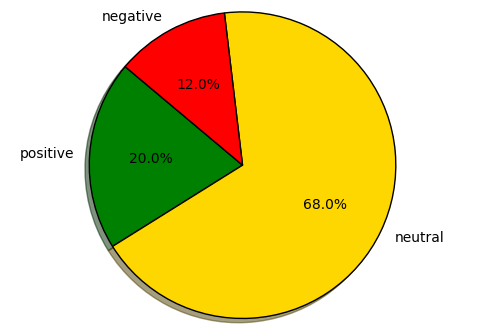 negative
12.0%
positive
20.0%
68.0%
neutral